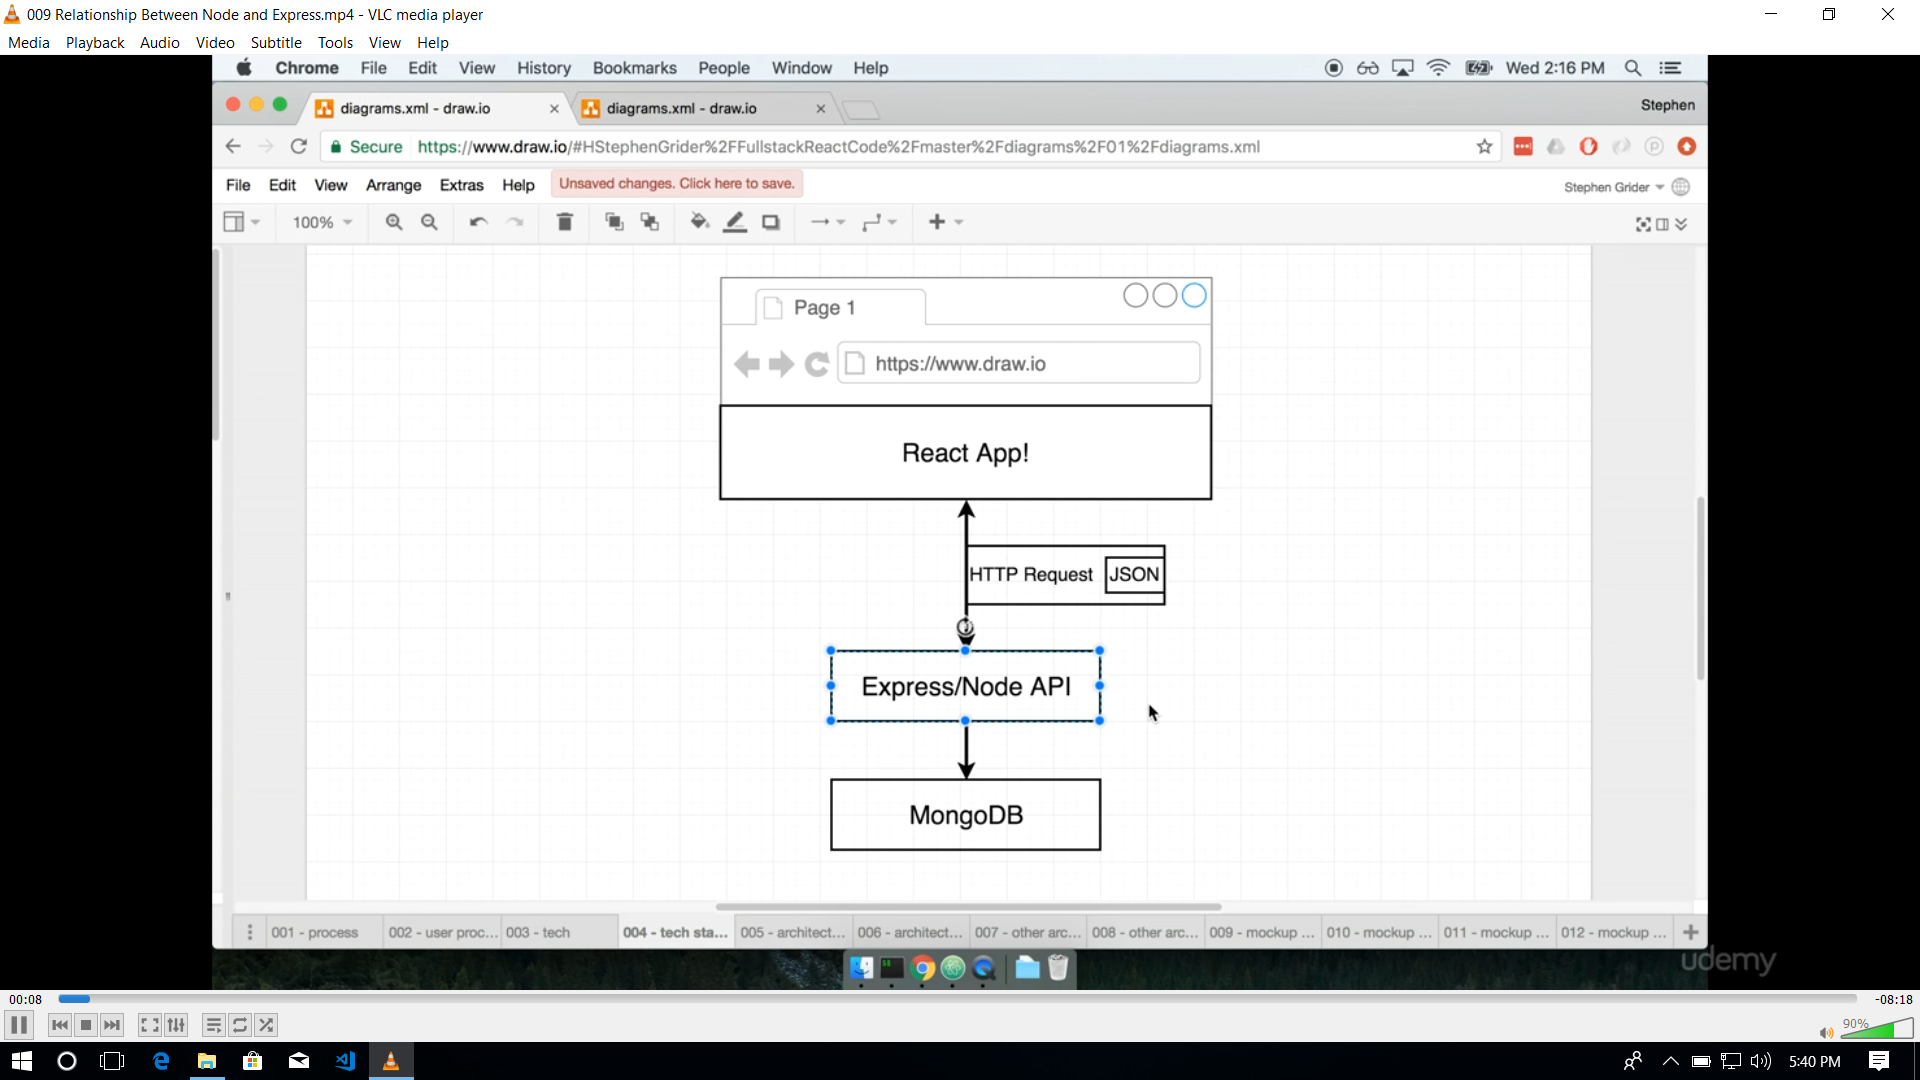 009 Relationship Between Node and Express.mp4 - VLC media player
Media Playback Audio Video Subtitle Tools View Help
Chrome File Edit View History Bookmarks People Window Help Wed 2:16 PM
diagrams.xml - draw.io diagrams.xml - draw.io Stephen
Secure https://www.draw.io/#HStephenGrider%2FFullstackReactCode%2Fmaster%2Fdiagrams%2F01%2Fdiagrams.xml
File Edit View Arrange Extras Help Unsaved changes. Click here to save. Stephen Grider
100%
Page 1
https://www.draw.io
React App!
HTTP Request JSON
Express/Node API
MongoDB
001 - process 002 - user proc... 003 - tech 004 - tech sta... 005 - architect... 006 - architect... 007 - other arc... 008 - other arc... 009 - mockup ... 010 - mockup ... 011 - mockup ... 012 - mockup ...
udemy
00:08 -08:18
90%
5:40 PM